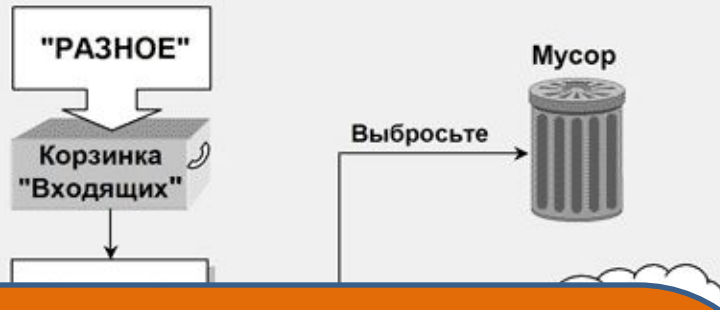 "РАЗНОЕ"
Мусор
Выбросьте
Корзинка
"Входящих"